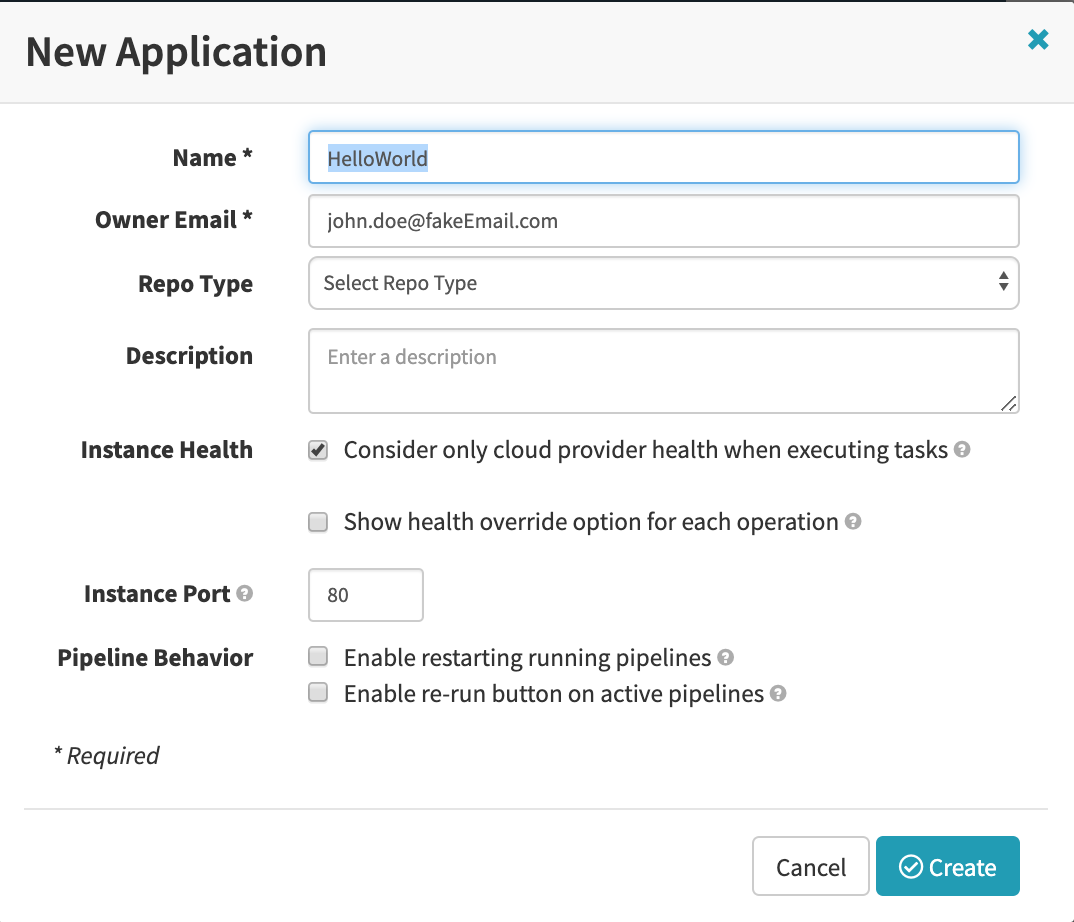 New Application
Name *
HelloWorld
Owner Email *
john.doe@fakeEmail.com
Repo Type
Select Repo Type
Description
Enter a description
Instance Health
Consider only cloud provider health when executing tasks ?
Show health override option for each operation ?
Instance Port ?
80
Pipeline Behavior
Enable restarting running pipelines ?
Enable re-run button on active pipelines ?
* Required
Cancel
Create